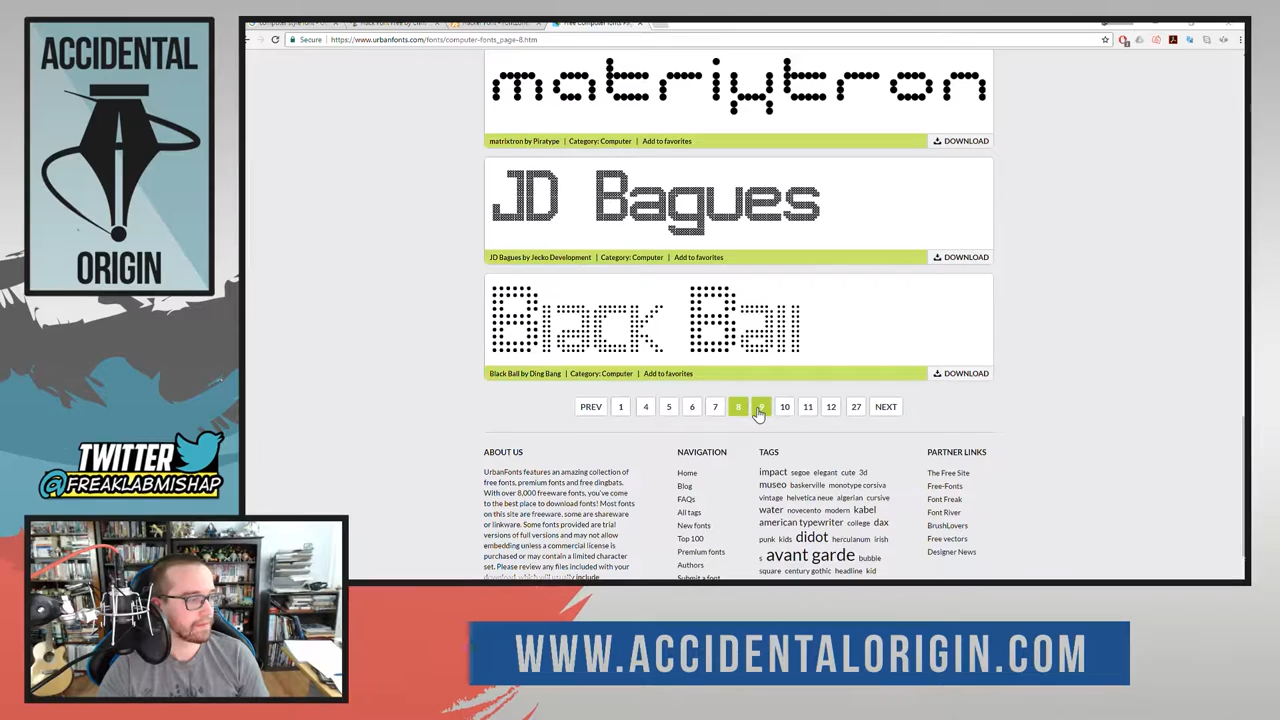 ACCIDENTAL
ORIGIN
Secure
https://www.urbanfonts.com/fonts/computer-fonts_page-8.htm
matrixtron
matrixtron by Piratype | Category: Computer | Add to favorites
DOWNLOAD
JD Bagues
JD Bagues by Jecko Development | Category: Computer | Add to favorites
DOWNLOAD
Black Ball
Black Ball by Ding Bang | Category: Computer | Add to favorites
DOWNLOAD
PREV 1 4 5 6 7 8 9 10 11 12 27 NEXT
ABOUT US
UrbanFonts features an amazing collection of
free fonts, premium fonts and free dingbats.
With over 8,000 freeware fonts, you've come
to the best place to download fonts! Most fonts
on this site are freeware, some are shareware
or linkware. Some fonts provided are trial
versions of full versions and may not allow
embedding unless a commercial license is
purchased or may contain a limited character
set. Please review any files included with your
download, which will usually include
NAVIGATION
Home
Blog
FAQs
All tags
New fonts
Top 100
Premium fonts
Authors
Submit a font
TAGS
impact segoe elegant cute 3d
museo baskerville monotype corsiva
vintage helvetica neue algerian cursive
water novecento modern kabel
american typewriter college dax
punk kids didot herculanum irish
s avant garde bubble
square century gothic headline kid
PARTNER LINKS
The Free Site
Free-Fonts
Font Freak
Font River
BrushLovers
Free vectors
Designer News
TWITTER
@FREAKLABMISHAP
WWW.ACCIDENTALORIGIN.COM